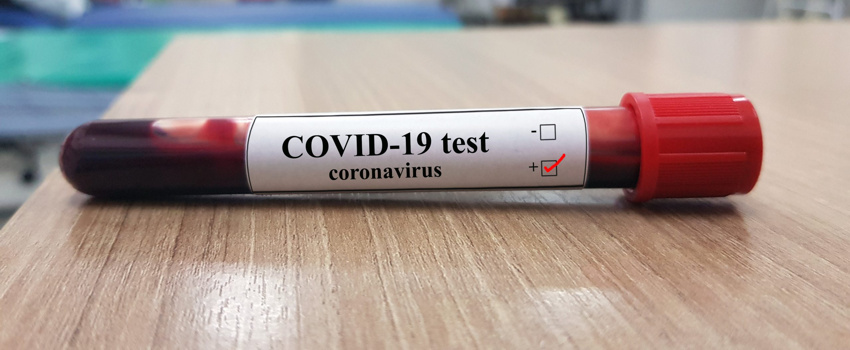 COVID-19 test
coronavirus
-
+